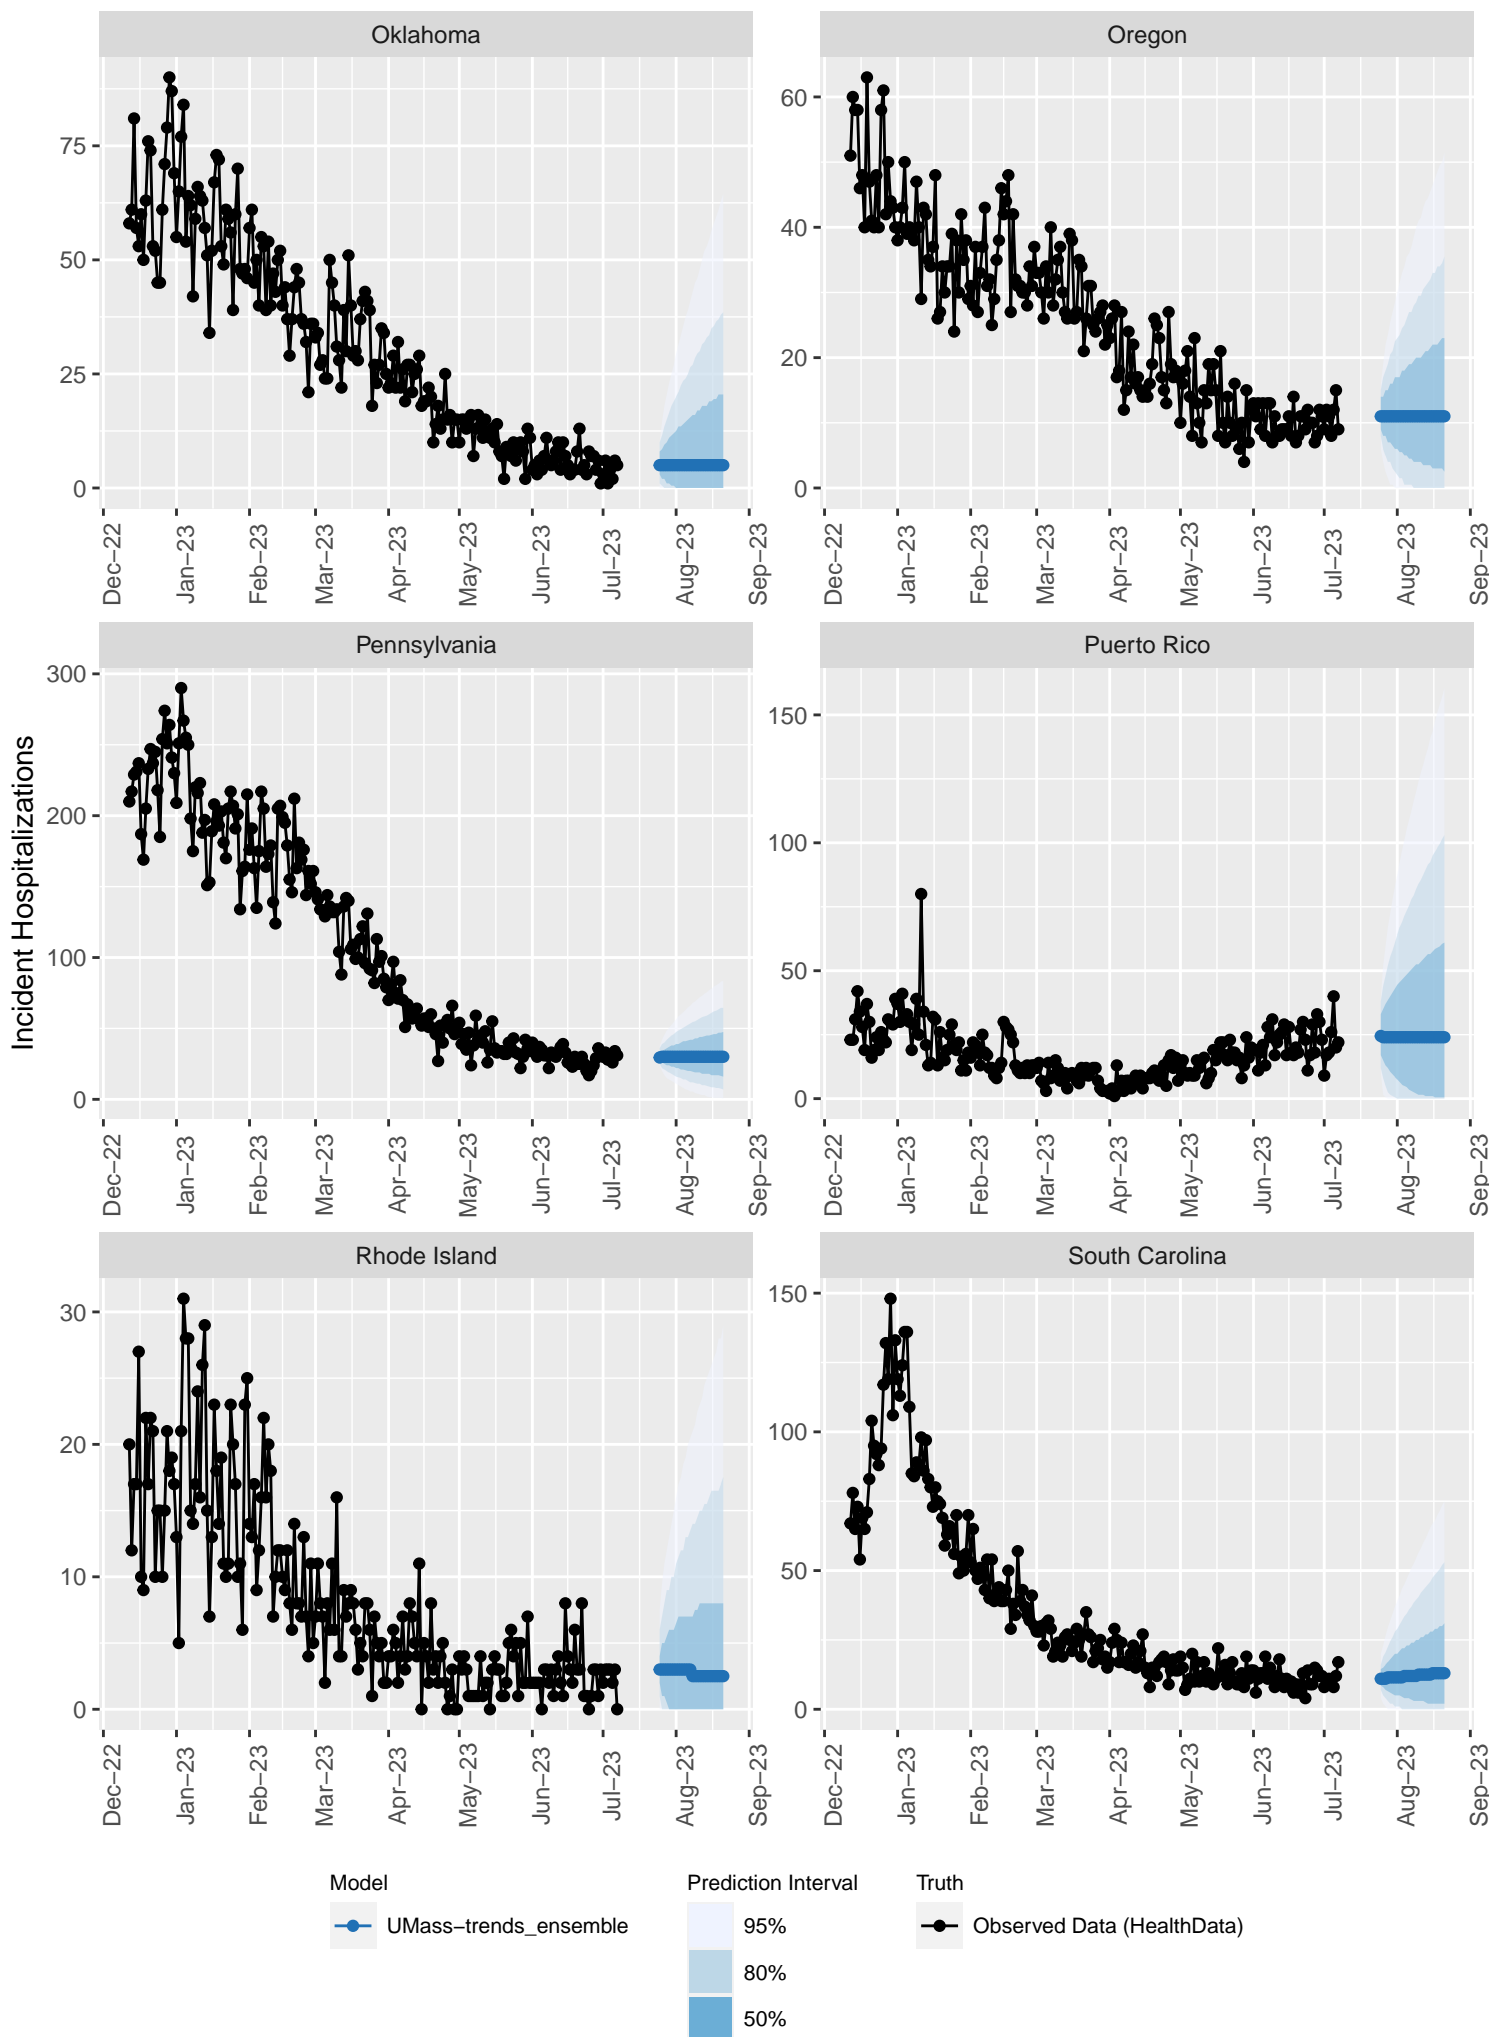 Oklahoma
Oregon
75
50
25
0
60
40
20
0
Dec−22
Jan−23
Feb−23
Mar−23
Apr−23
May−23
Jun−23
Jul−23
Aug−23
Sep−23
Dec−22
Jan−23
Feb−23
Mar−23
Apr−23
May−23
Jun−23
Jul−23
Aug−23
Sep−23
Incident Hospitalizations
Pennsylvania
Puerto Rico
300
200
100
0
150
100
50
0
Dec−22
Jan−23
Feb−23
Mar−23
Apr−23
May−23
Jun−23
Jul−23
Aug−23
Sep−23
Dec−22
Jan−23
Feb−23
Mar−23
Apr−23
May−23
Jun−23
Jul−23
Aug−23
Sep−23
Rhode Island
South Carolina
30
20
10
0
150
100
50
0
Dec−22
Jan−23
Feb−23
Mar−23
Apr−23
May−23
Jun−23
Jul−23
Aug−23
Sep−23
Dec−22
Jan−23
Feb−23
Mar−23
Apr−23
May−23
Jun−23
Jul−23
Aug−23
Sep−23
Model
UMass−trends_ensemble
Prediction Interval
95%
80%
50%
Truth
Observed Data (HealthData)